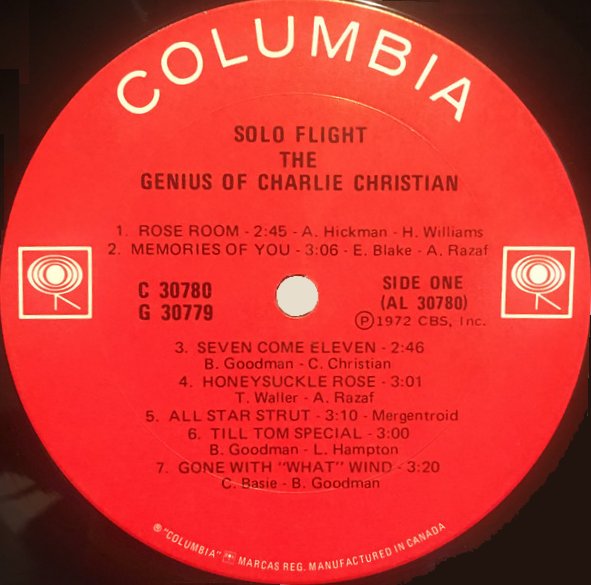 COLUMBIA
SOLO FLIGHT
THE
GENIUS OF CHARLIE CHRISTIAN
1. ROSE ROOM - 2:45 - A. Hickman - H. Williams
2. MEMORIES OF YOU - 3:06 - E. Blake - A. Razaf
C 30780
G 30779
SIDE ONE
(AL 30780)
Ⓟ1972 CBS, Inc.
3. SEVEN COME ELEVEN - 2:46
B. Goodman - C. Christian
4. HONEYSUCKLE ROSE - 3:01
T. Waller - A. Razaf
5. ALL STAR STRUT - 3:10 - Mergentroid
6. TILL TOM SPECIAL - 3:00
B. Goodman - L. Hampton
7. GONE WITH "WHAT" WIND - 3:20
C. Basie - B. Goodman
® "COLUMBIA" MARCAS REG. MANUFACTURED IN CANADA